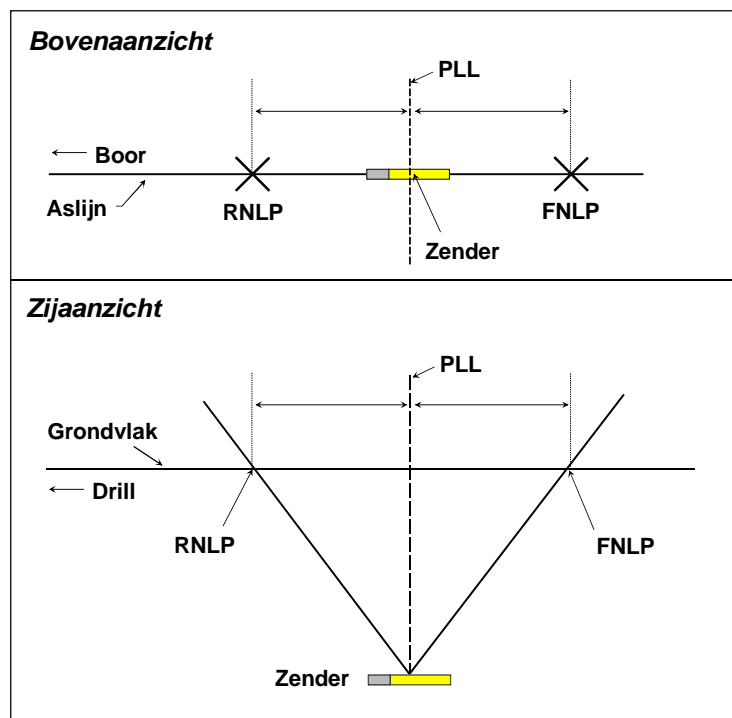 Bovenaanzicht
PLL
Boor
Aslijn
RNLP
FNLP
Zender
Zijaanzicht
PLL
Grondvlak
Drill
RNLP
FNLP
Zender